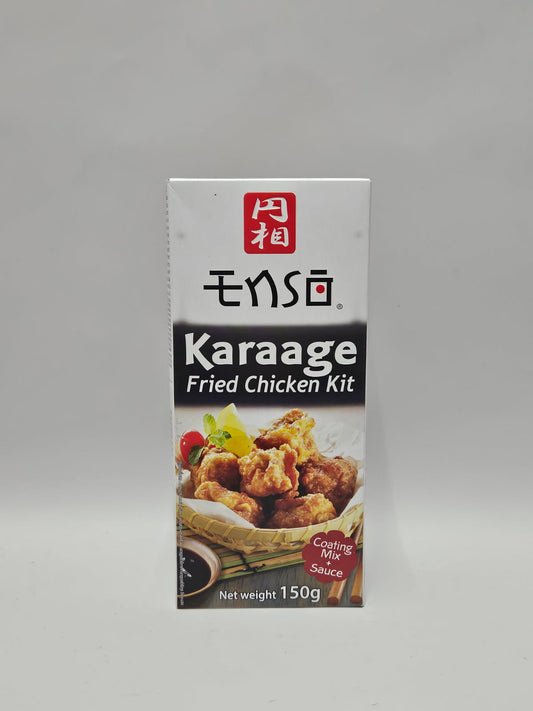 円
相
Enso
®
Karaage
Fried Chicken Kit
Coating
Mix
+
Sauce
Net weight 150g